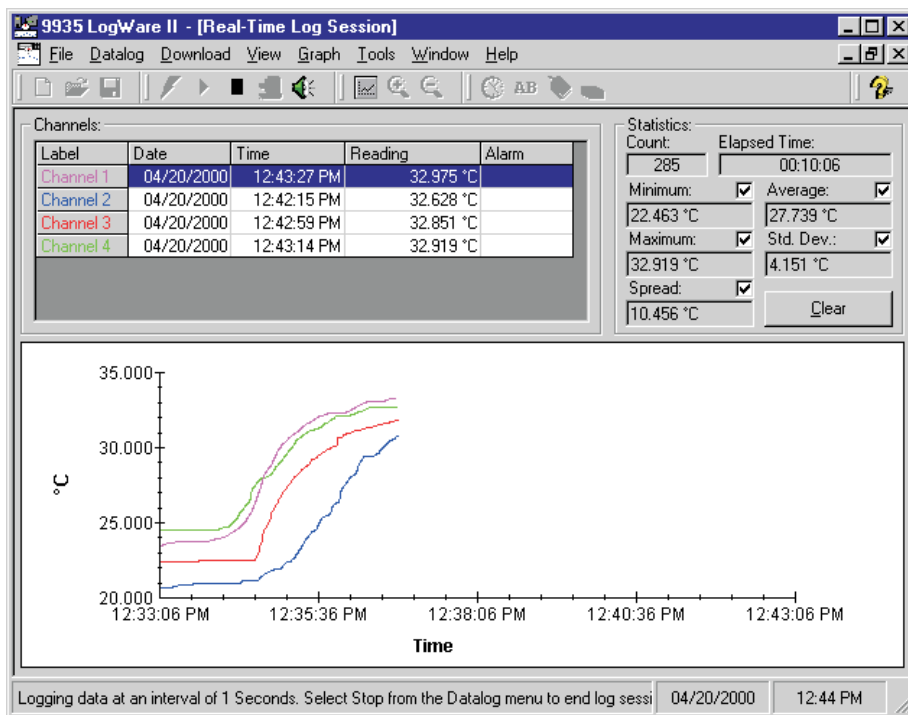 9935 LogWare II - [Real-Time Log Session]
File Datalog Download View Graph Tools Window Help
AB
Channels:
Label Date Time Reading Alarm
Channel 1 04/20/2000 12:43:27 PM 32.975 °C
Channel 2 04/20/2000 12:42:15 PM 32.628 °C
Channel 3 04/20/2000 12:42:59 PM 32.851 °C
Channel 4 04/20/2000 12:43:14 PM 32.919 °C
Statistics:
Count: Elapsed Time:
285 00:10:06
Minimum: Average:
22.463 °C 27.739 °C
Maximum: Std. Dev.:
32.919 °C 4.151 °C
Spread:
10.456 °C Clear
35.000
30.000
°C
25.000
20.000
12:33:06 PM 12:35:36 PM 12:38:06 PM 12:40:36 PM 12:43:06 PM
Time
Logging data at an interval of 1 Seconds. Select Stop from the Datalog menu to end log sessi 04/20/2000 12:44 PM